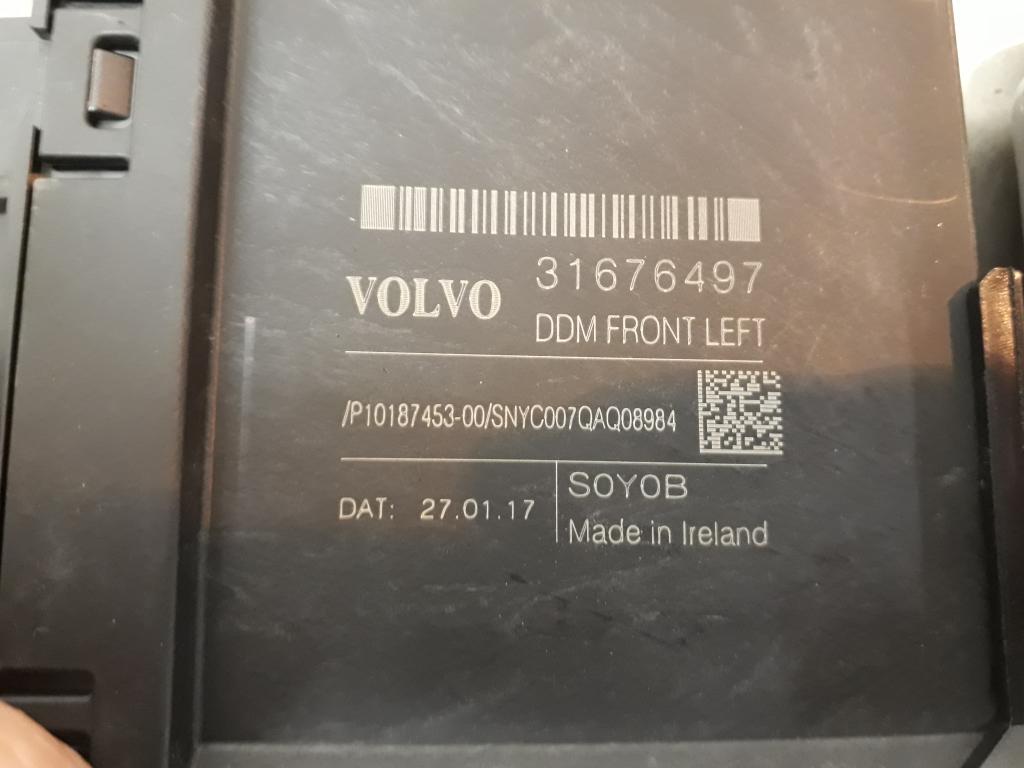 VOLVO
31676497
DDM FRONT LEFT
/P10187453-00/SNYC007QAQ08984
DAT: 27.01.17
S0Y0B
Made in Ireland